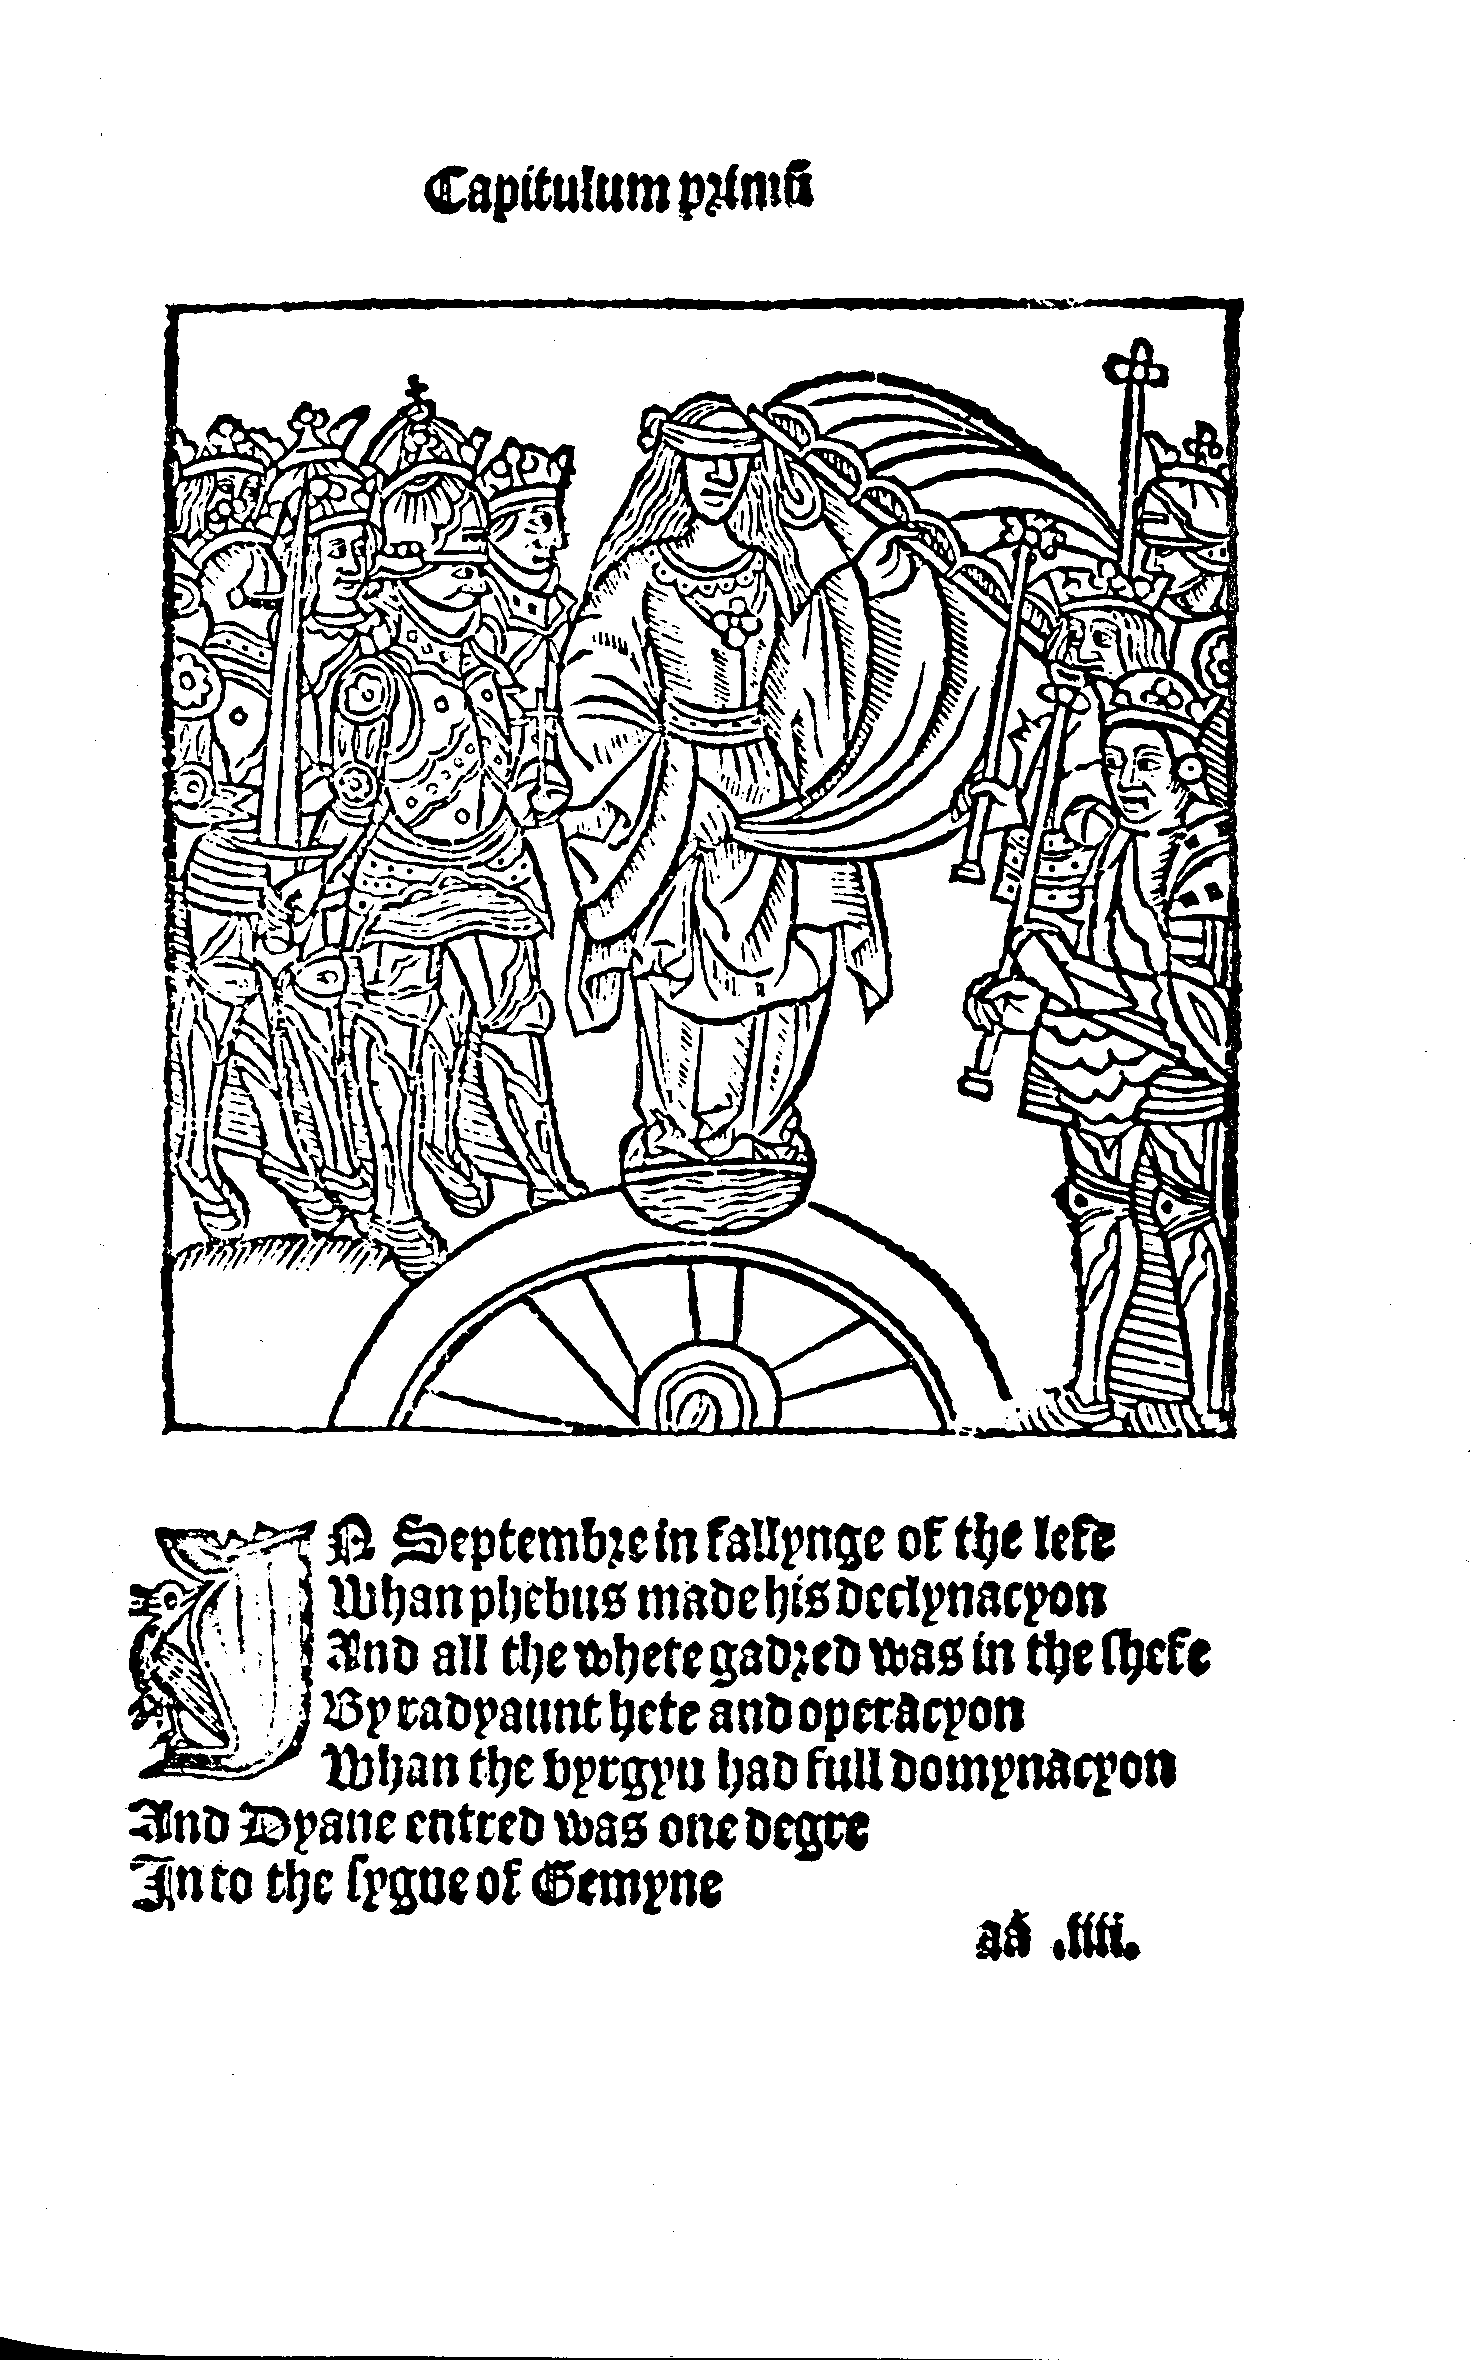 Capitulum primũ
IN Septembre in fallynge of the lefe
Whan phebus made his declynacyon
And all the whete gadred was in the shefe
By radyaunt hete and operacyon
Whan the vyrgyn had full domynacyon
And Dyane entred was one degre
In to the sygne of Gemyne
aa .iiii.